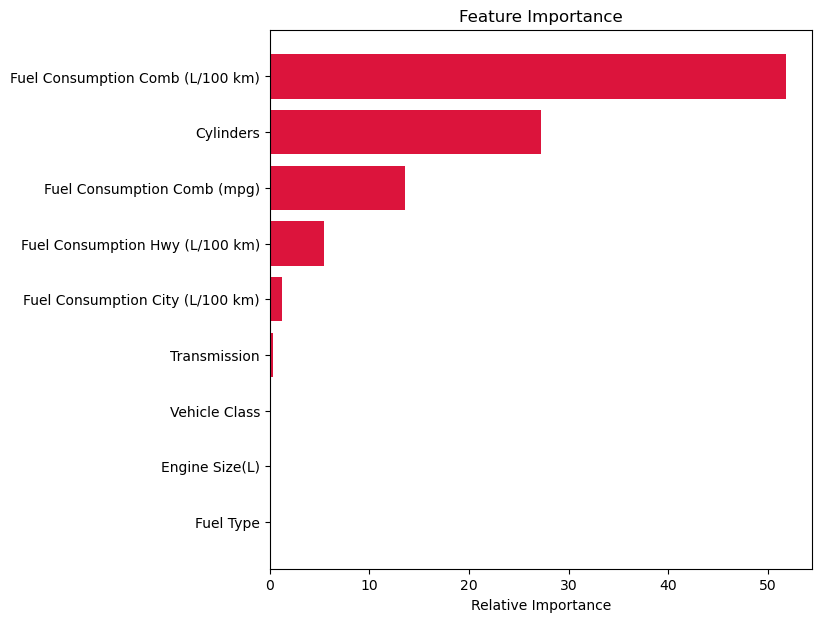 Feature Importance
Fuel Consumption Comb (L/100 km)
Cylinders
Fuel Consumption Comb (mpg)
Fuel Consumption Hwy (L/100 km)
Fuel Consumption City (L/100 km)
Transmission
Vehicle Class
Engine Size(L)
Fuel Type
0 10 20 30 40 50
Relative Importance